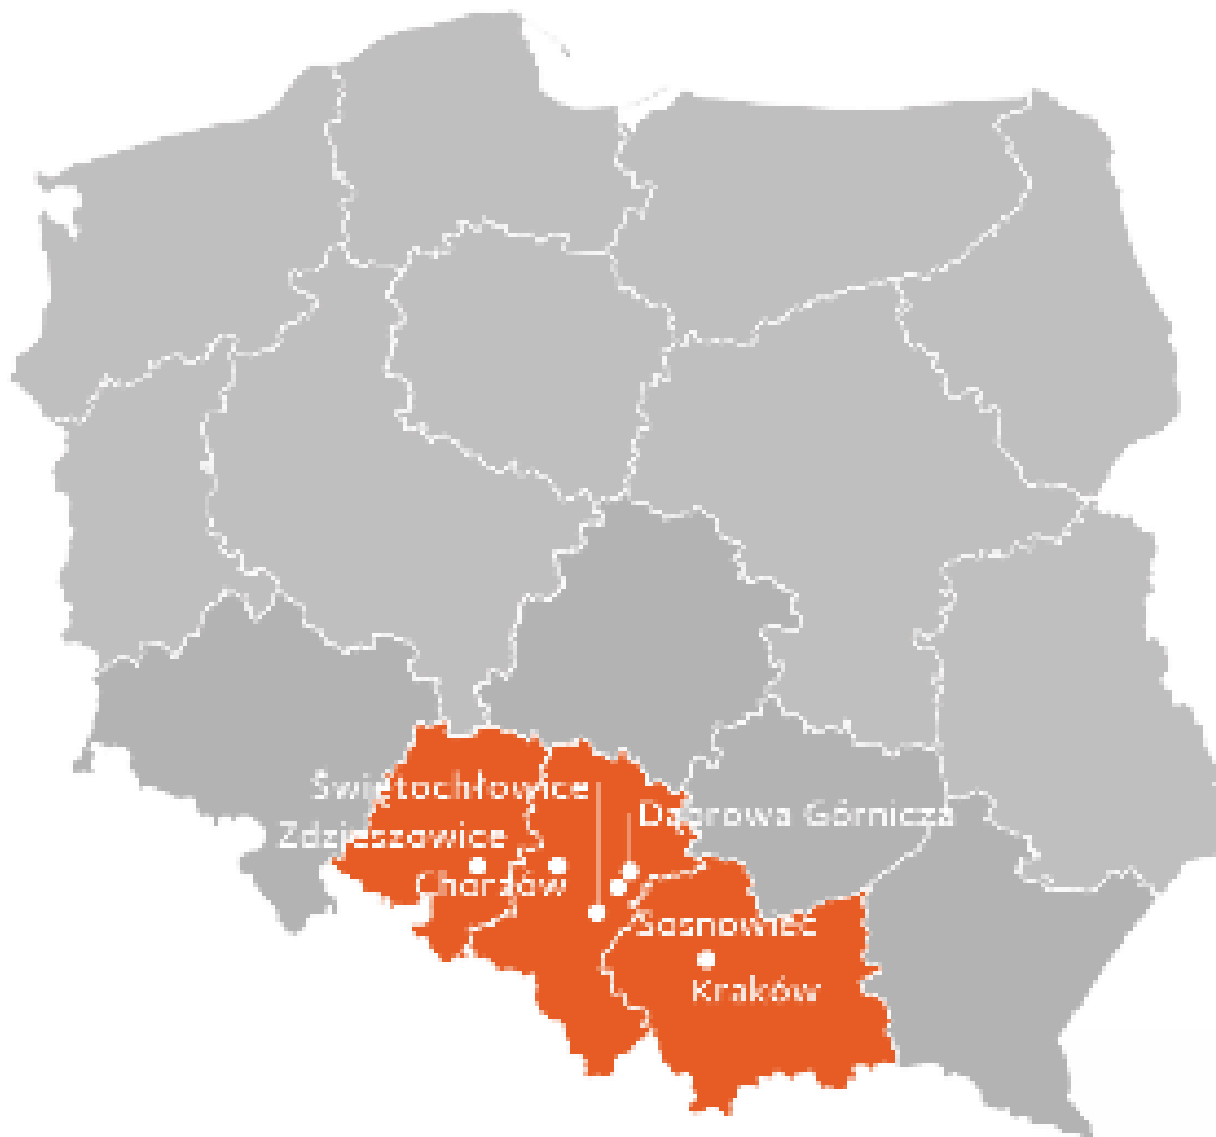 Świętochłowice
Dąbrowa Górnicza
Zdzieszowice
Chorzów
Sosnowiec
Kraków